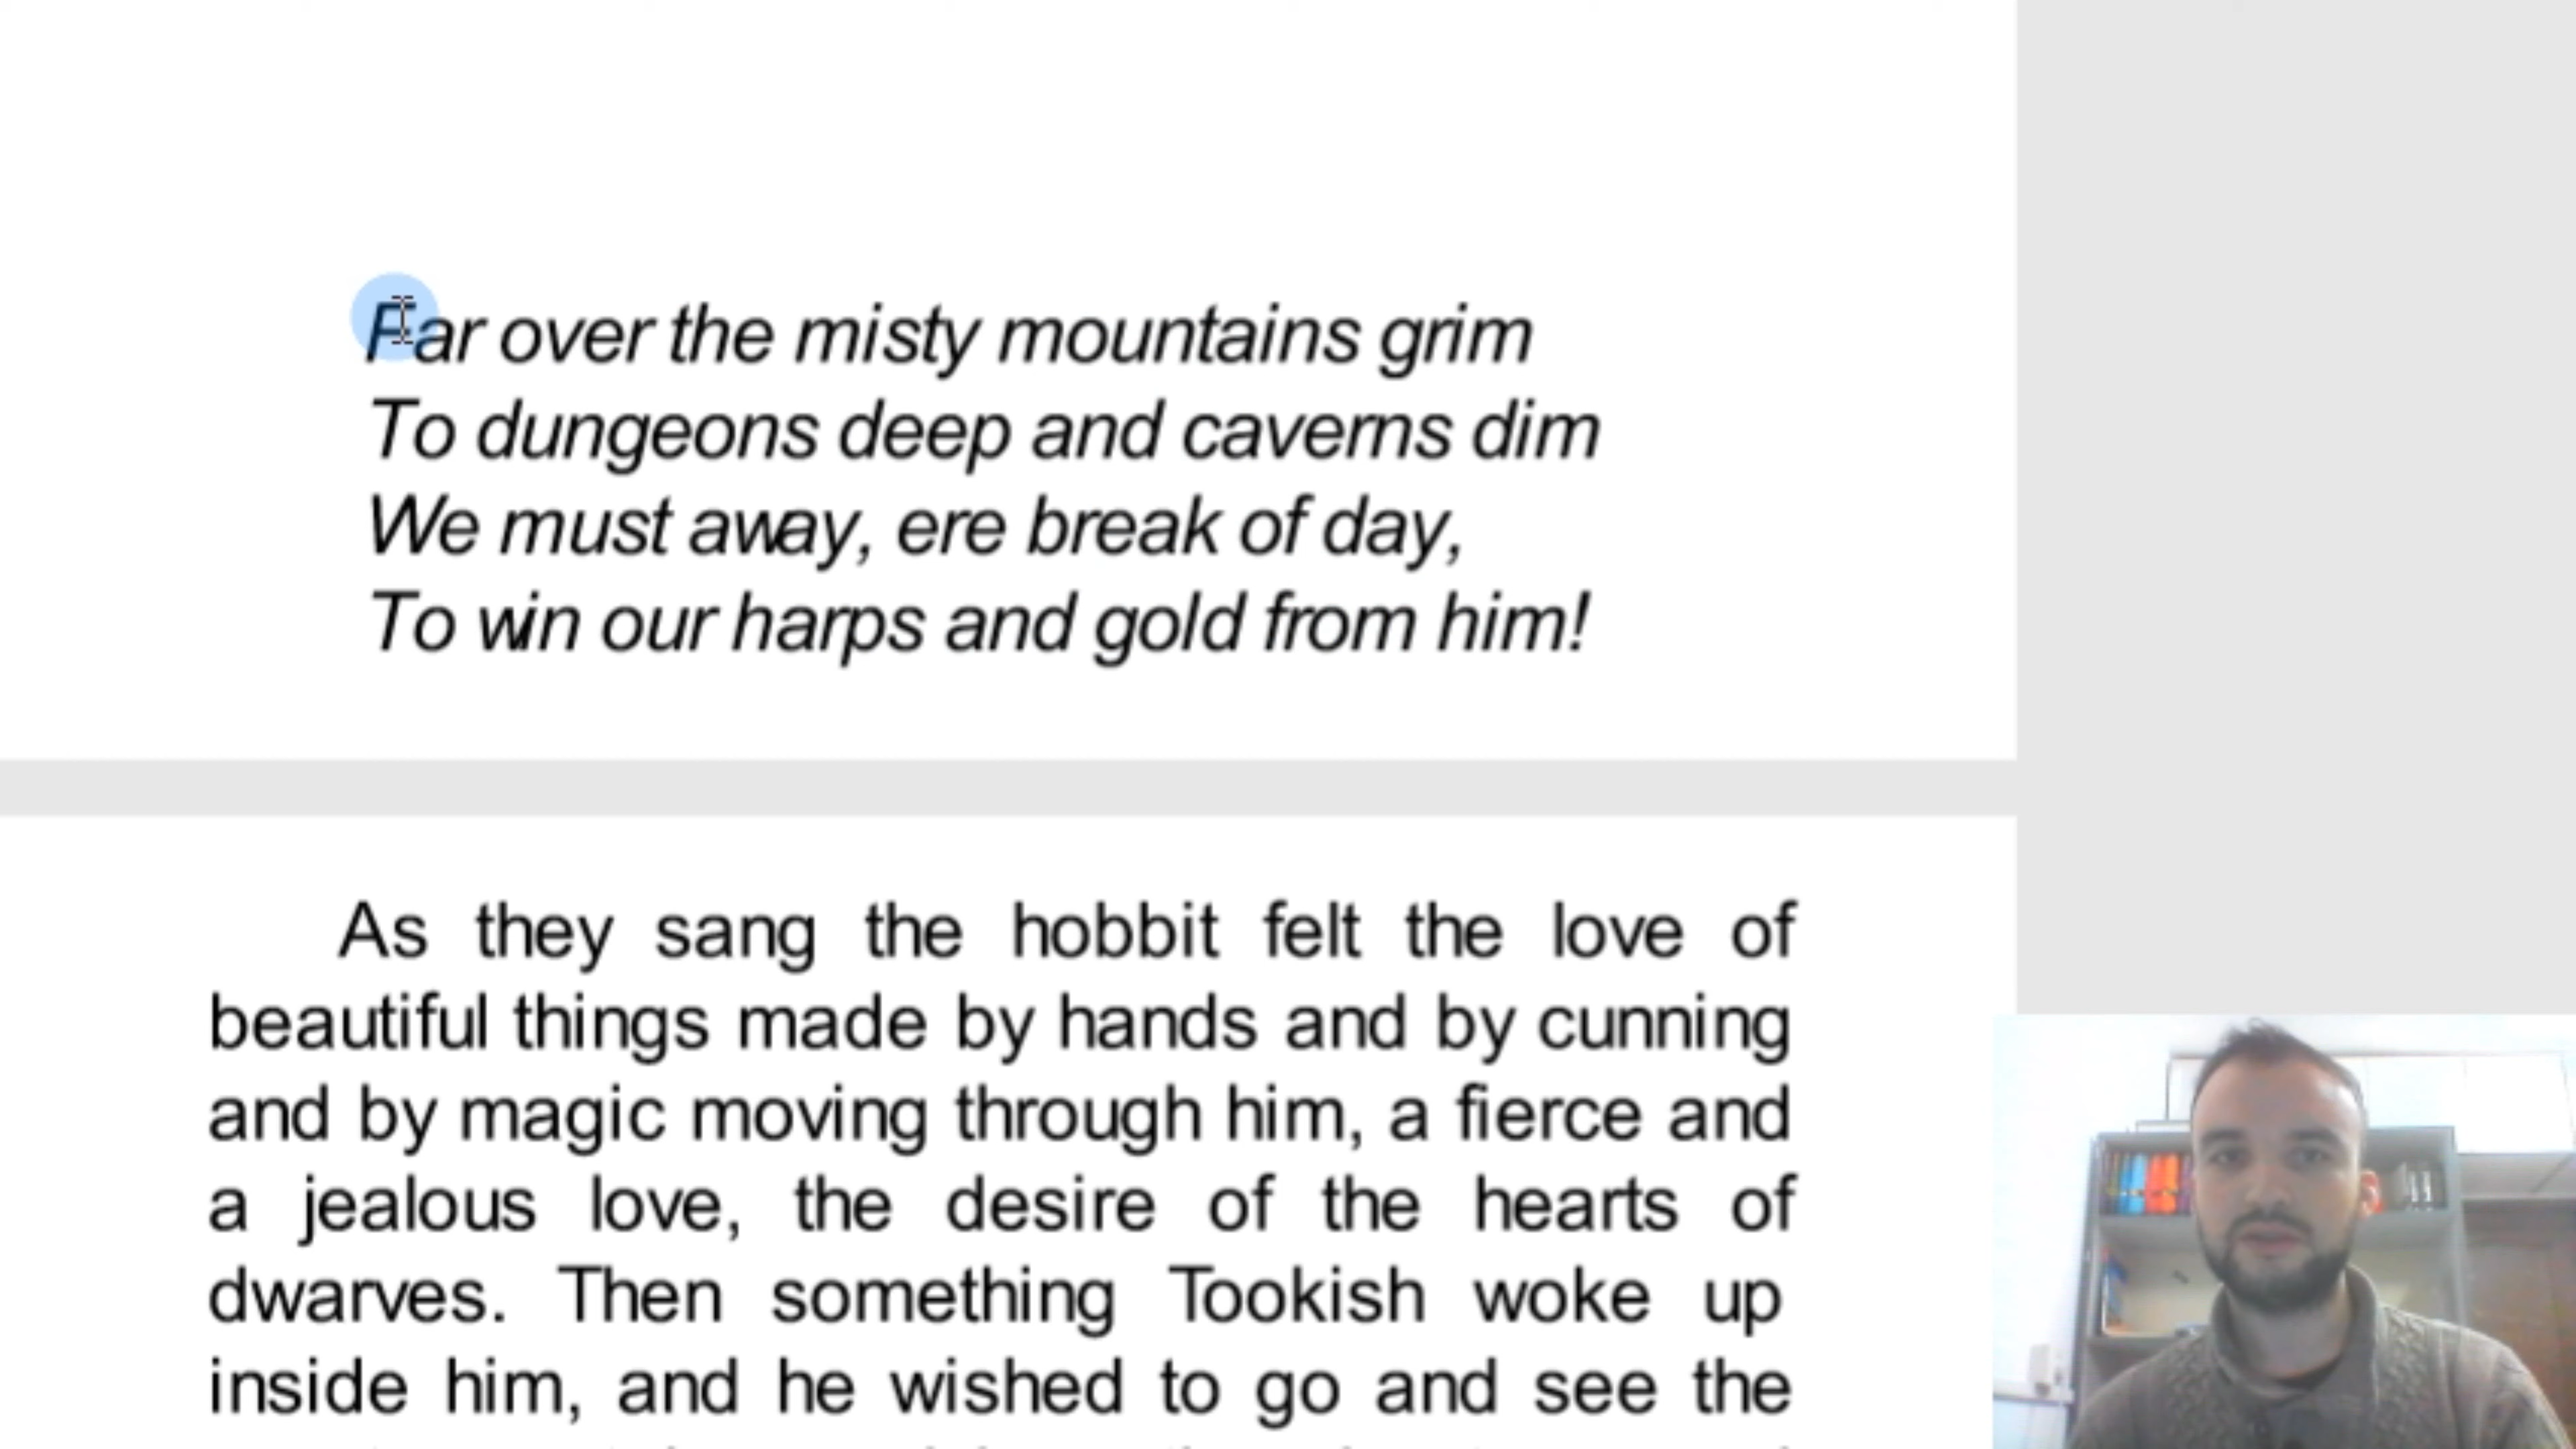 Far over the misty mountains grim
To dungeons deep and caverns dim
We must away, ere break of day,
To win our harps and gold from him!
As they sang the hobbit felt the love of
beautiful things made by hands and by cunning
and by magic moving through him, a fierce and
a jealous love, the desire of the hearts of
dwarves. Then something Tookish woke up
inside him, and he wished to go and see the